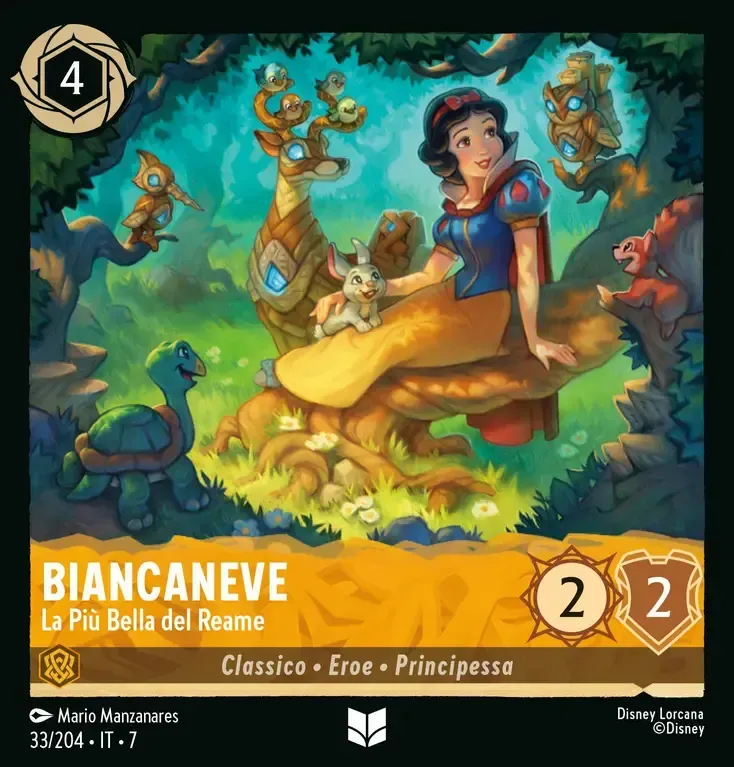 4
BIANCANEVE
La Più Bella del Reame
2 2
Classico • Eroe • Principessa
Mario Manzanares
33/204 • IT • 7
Disney Lorcana
©Disney